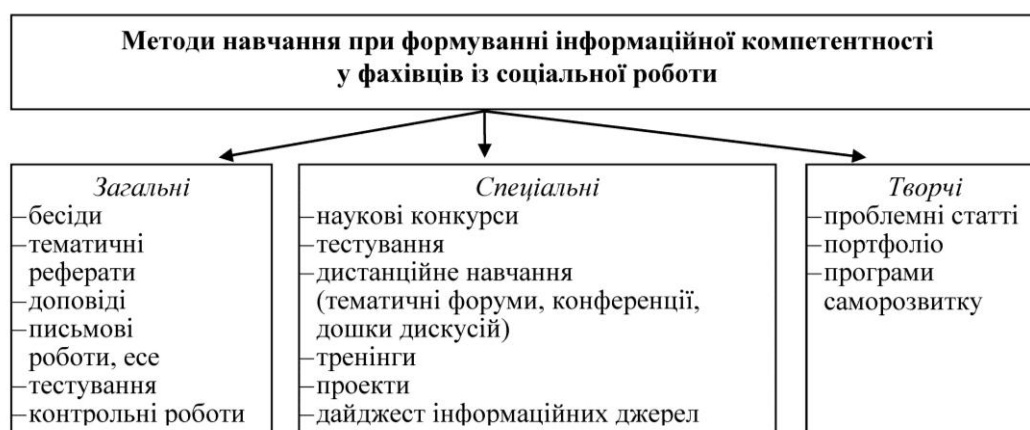 Методи навчання при формуванні інформаційної компетентності
у фахівців із соціальної роботи
Загальні
–бесіди
–тематичні
реферати
–доповіді
–письмові
роботи, есе
–тестування
–контрольні роботи
Спеціальні
–наукові конкурси
–тестування
–дистанційне навчання
(тематичні форуми, конференції,
дошки дискусій)
–тренінги
–проекти
–дайджест інформаційних джерел
Творчі
–проблемні статті
–портфоліо
–програми
саморозвитку